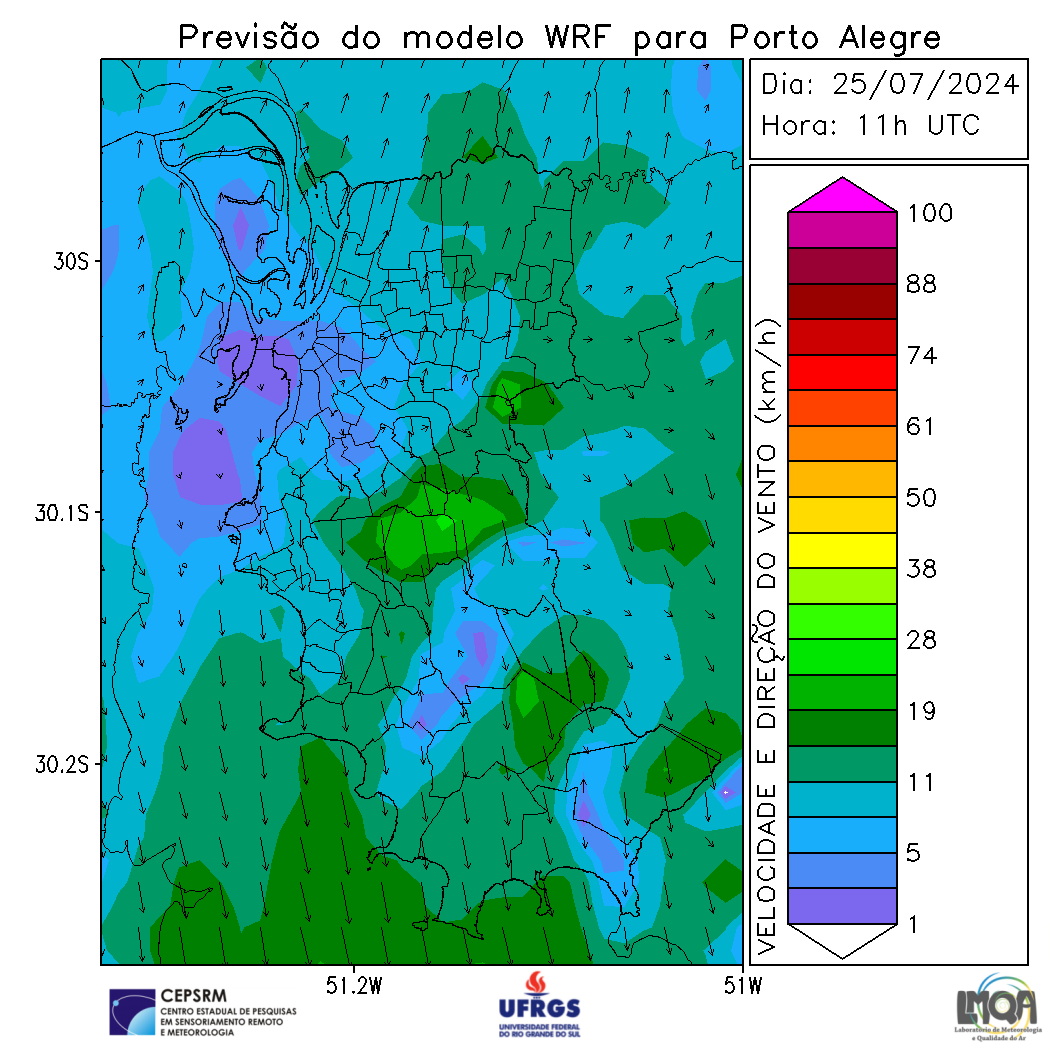 Previsão do modelo WRF para Porto Alegre
Dia: 25/07/2024
Hora: 11h UTC
30S
30.1S
30.2S
51.2W
51W
VELOCIDADE E DIREÇÃO DO VENTO (km/h)
100
88
74
61
50
38
28
19
11
5
1
CEPSRM
CENTRO ESTADUAL DE PESQUISAS
EM SENSORIAMENTO REMOTO
E METEOROLOGIA
UFRGS
UNIVERSIDADE FEDERAL
DO RIO GRANDE DO SUL
LMQA
Laboratório de Meteorologia
e Qualidade do Ar